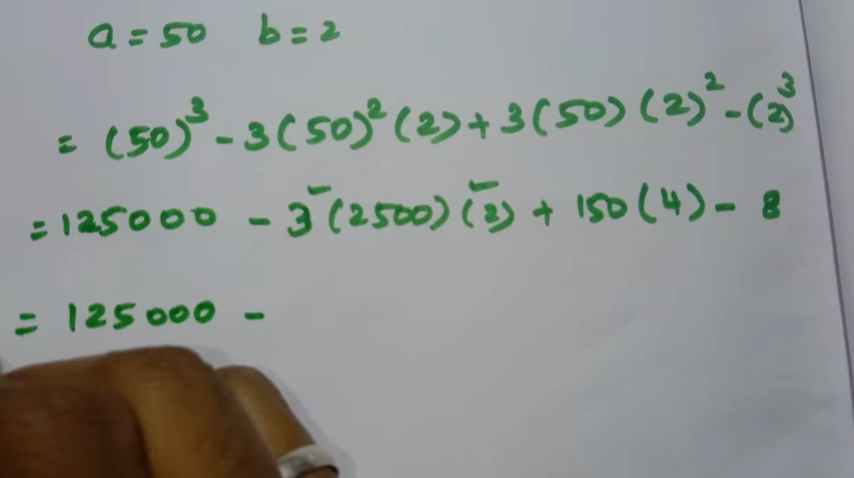 a = 50 b = 2
= (50)³ - 3(50)² (2) + 3(50) (2)² - (2)³
= 125000 - 3 (2500) (2) + 150 (4) - 8
= 125000 -